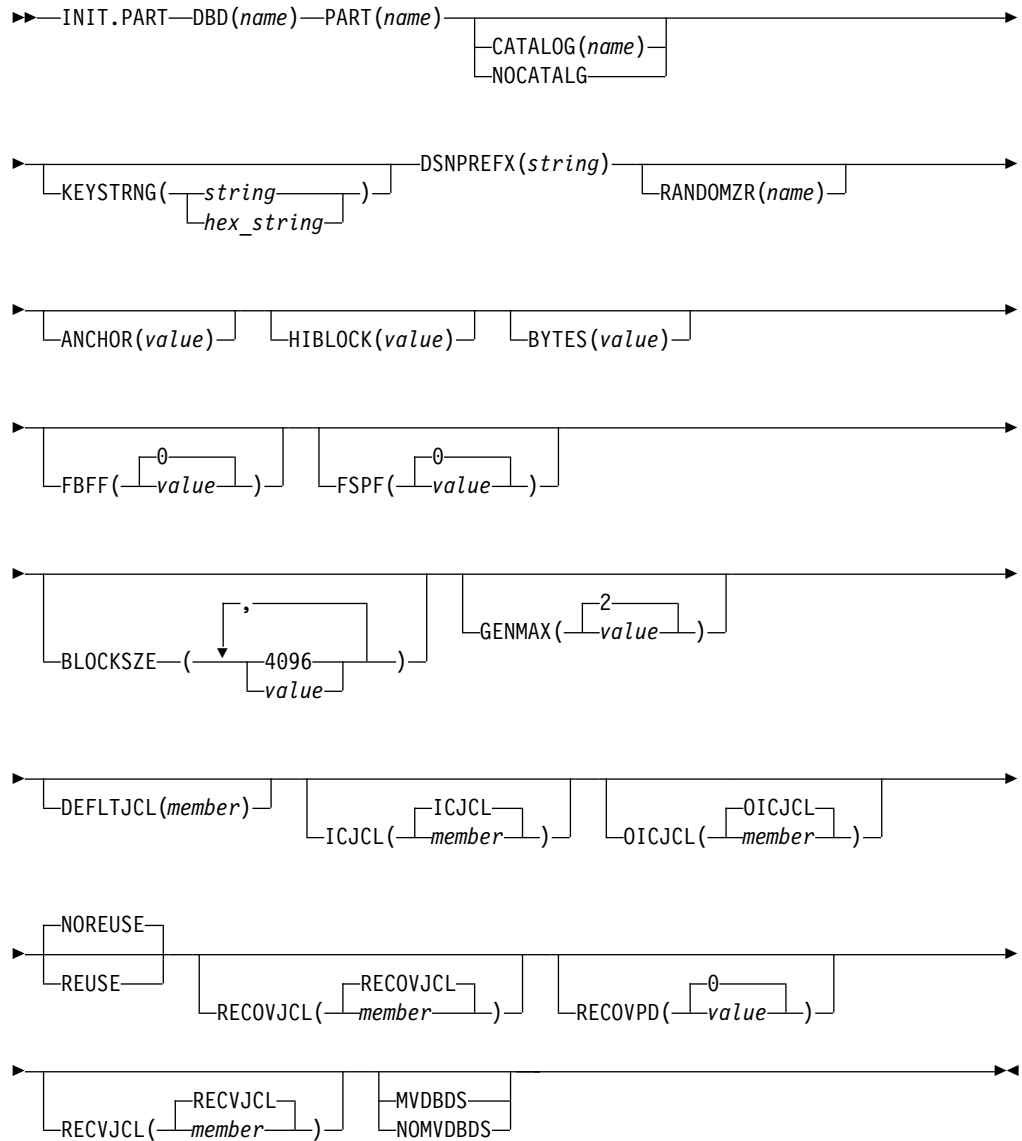 INIT.PART DBD(name) PART(name)
CATALOG(name)
NOCATALG
KEYSTRNG( string )
hex_string
DSNPREFX(string)
RANDOMZR(name)
ANCHOR(value) HIBLOCK(value) BYTES(value)
0 0
FBFF( value ) FSPF( value )
,
BLOCKSZE ( 4096 )
value
2
GENMAX( value )
DEFLTJCL(member)
ICJCL
ICJCL( member )
OICJCL
OICJCL( member )
NOREUSE
REUSE
RECOVJCL
RECOVJCL( member )
0
RECOVPD( value )
RECVJCL
RECVJCL( member )
MVDBDS
NOMVDBDS